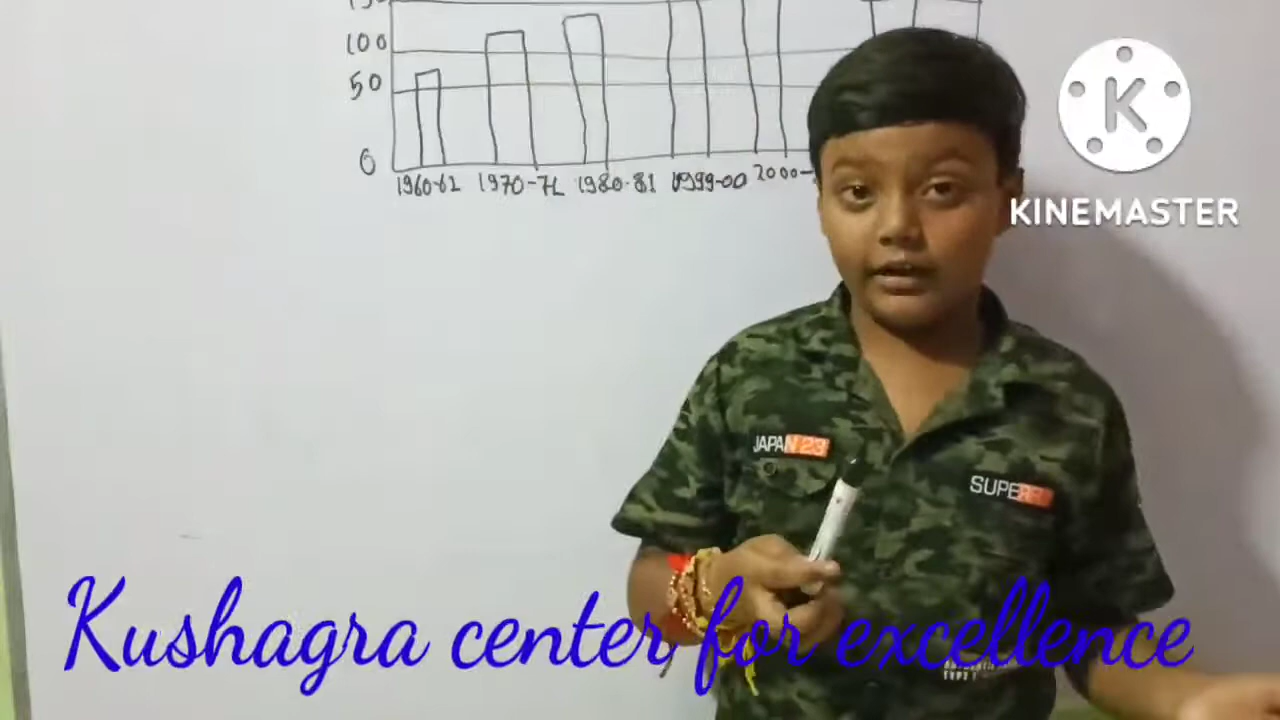 100
50
0
1960-61 1970-71 1980-81 1999-00 2000-
K
KINEMASTER
JAPAN 23
SUPER
Kushagra center for excellence